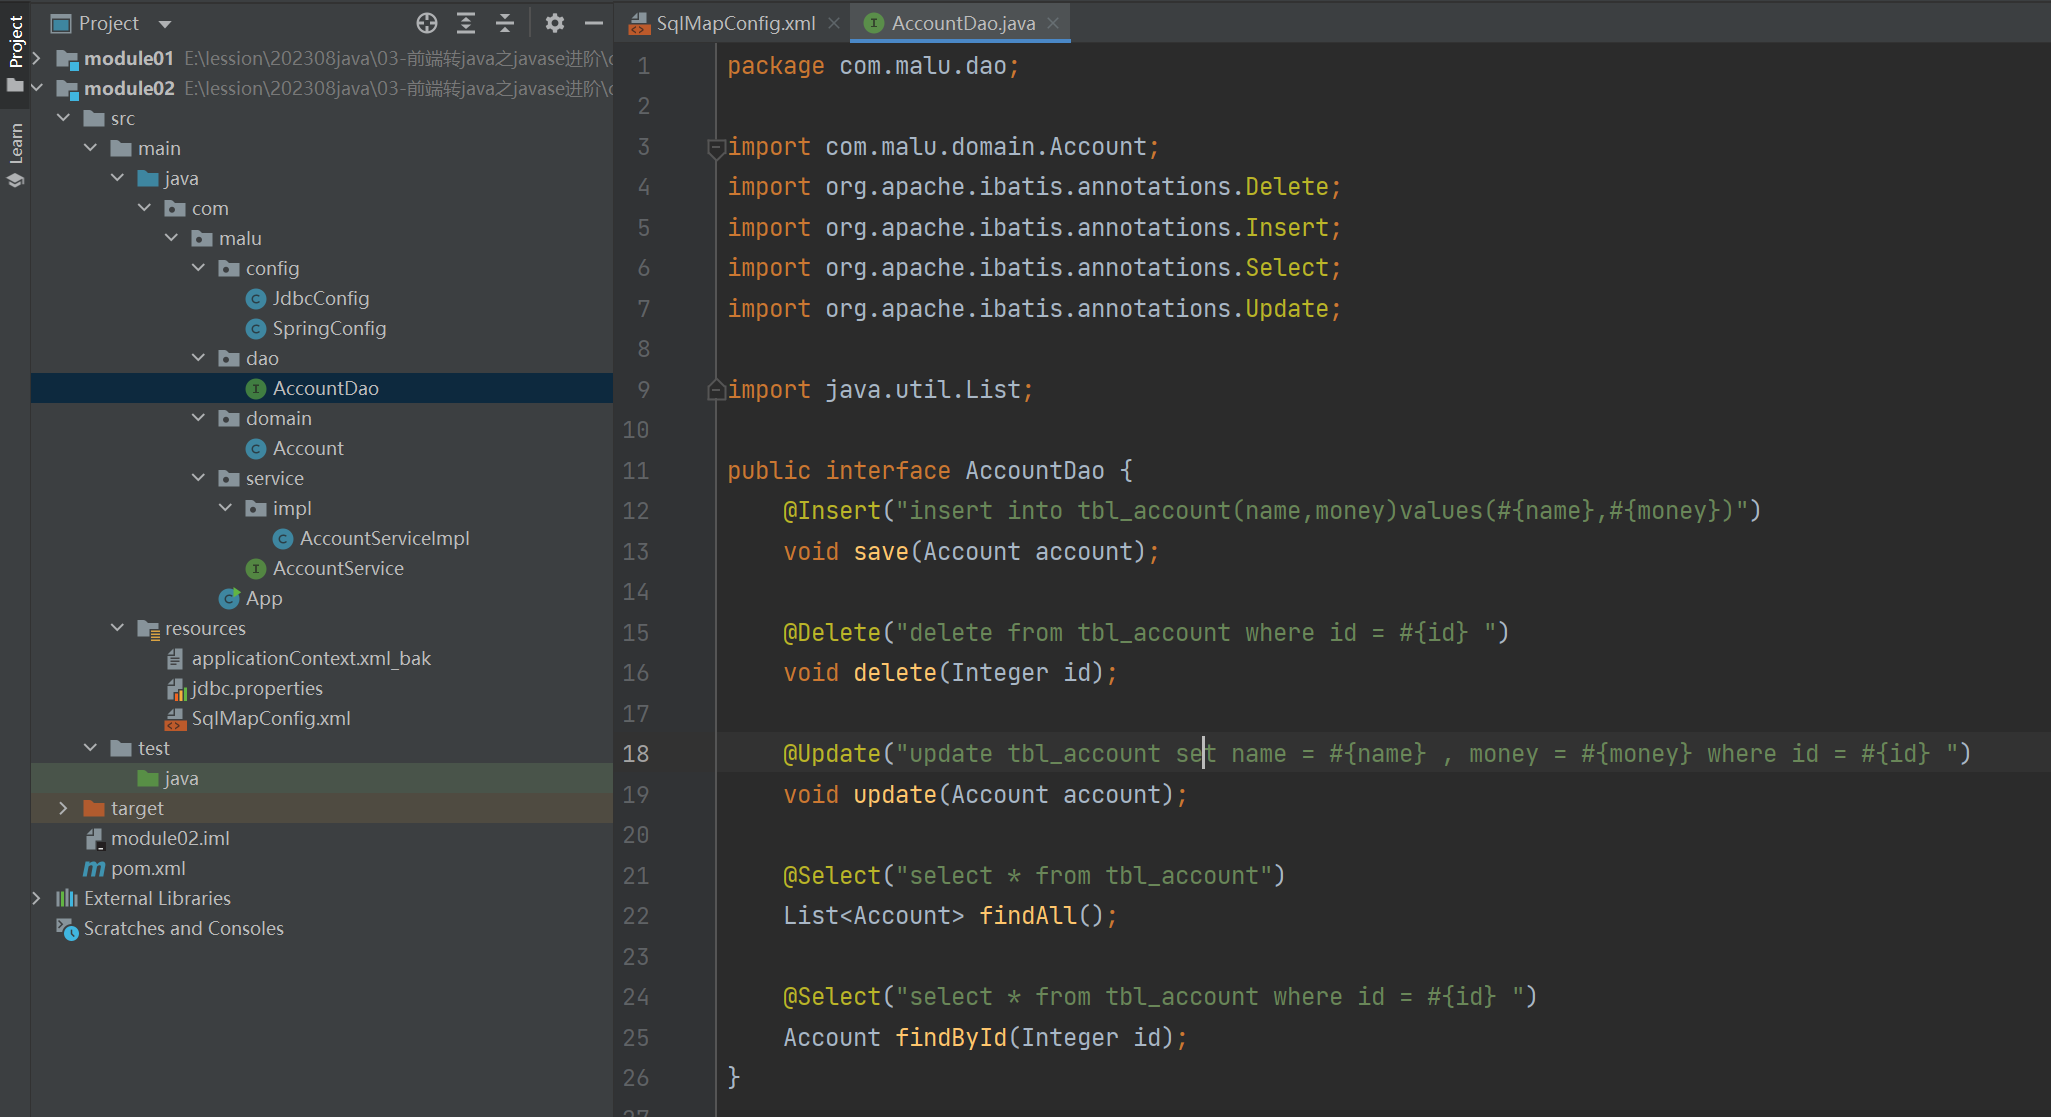 Project
Learn
Project
module01 E:\lession\202308java\03-前端转java之javase进阶\
module02 E:\lession\202308java\03-前端转java之javase进阶\
src
main
java
com
malu
config
JdbcConfig
SpringConfig
dao
AccountDao
domain
Account
service
impl
AccountServiceImpl
AccountService
App
resources
applicationContext.xml_bak
jdbc.properties
SqlMapConfig.xml
test
java
target
module02.iml
pom.xml
External Libraries
Scratches and Consoles
SqlMapConfig.xml
AccountDao.java
1 package com.malu.dao;
2
3 import com.malu.domain.Account;
4 import org.apache.ibatis.annotations.Delete;
5 import org.apache.ibatis.annotations.Insert;
6 import org.apache.ibatis.annotations.Select;
7 import org.apache.ibatis.annotations.Update;
8
9 import java.util.List;
10
11 public interface AccountDao {
12 @Insert("insert into tbl_account(name,money)values(#{name},#{money})")
13 void save(Account account);
14
15 @Delete("delete from tbl_account where id = #{id} ")
16 void delete(Integer id);
17
18 @Update("update tbl_account set name = #{name} , money = #{money} where id = #{id} ")
19 void update(Account account);
20
21 @Select("select * from tbl_account")
22 List<Account> findAll();
23
24 @Select("select * from tbl_account where id = #{id} ")
25 Account findById(Integer id);
26 }
27